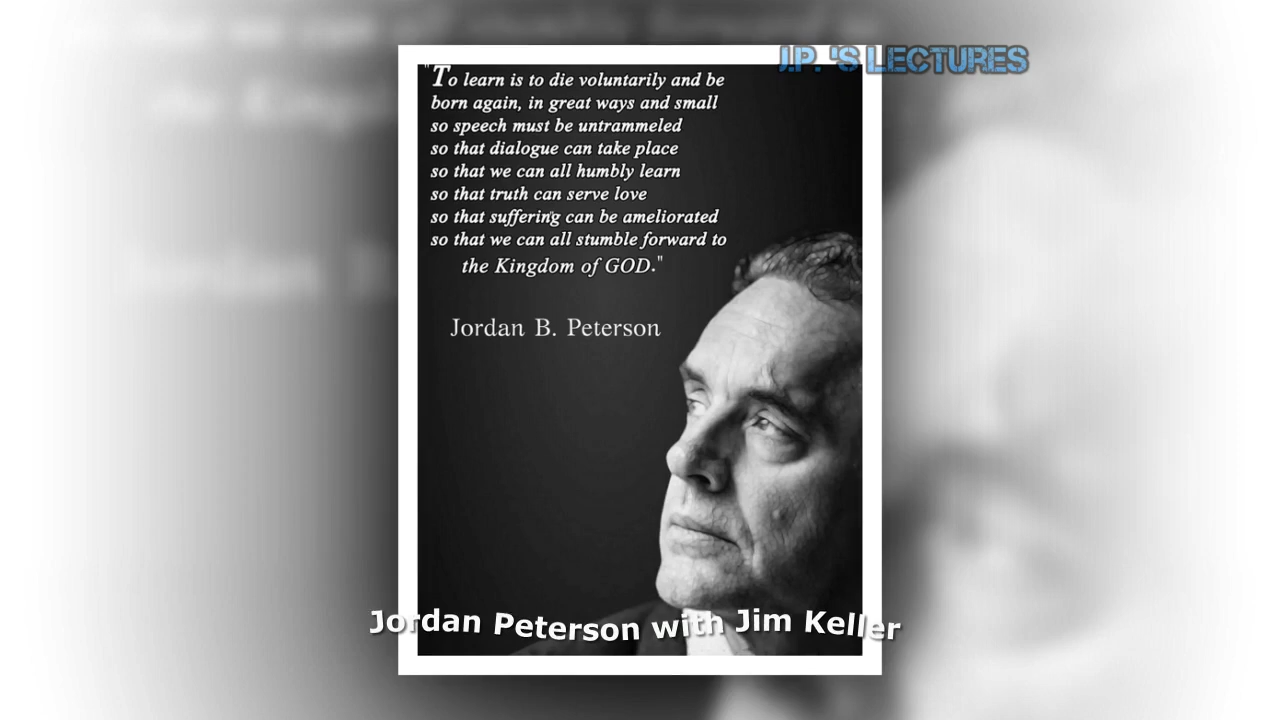 J.P. 'S LECTURES
"To learn is to die voluntarily and be
born again, in great ways and small
so speech must be untrammeled
so that dialogue can take place
so that we can all humbly learn
so that truth can serve love
so that suffering can be ameliorated
so that we can all stumble forward to
the Kingdom of GOD."
Jordan B. Peterson
Jordan Peterson with Jim Keller